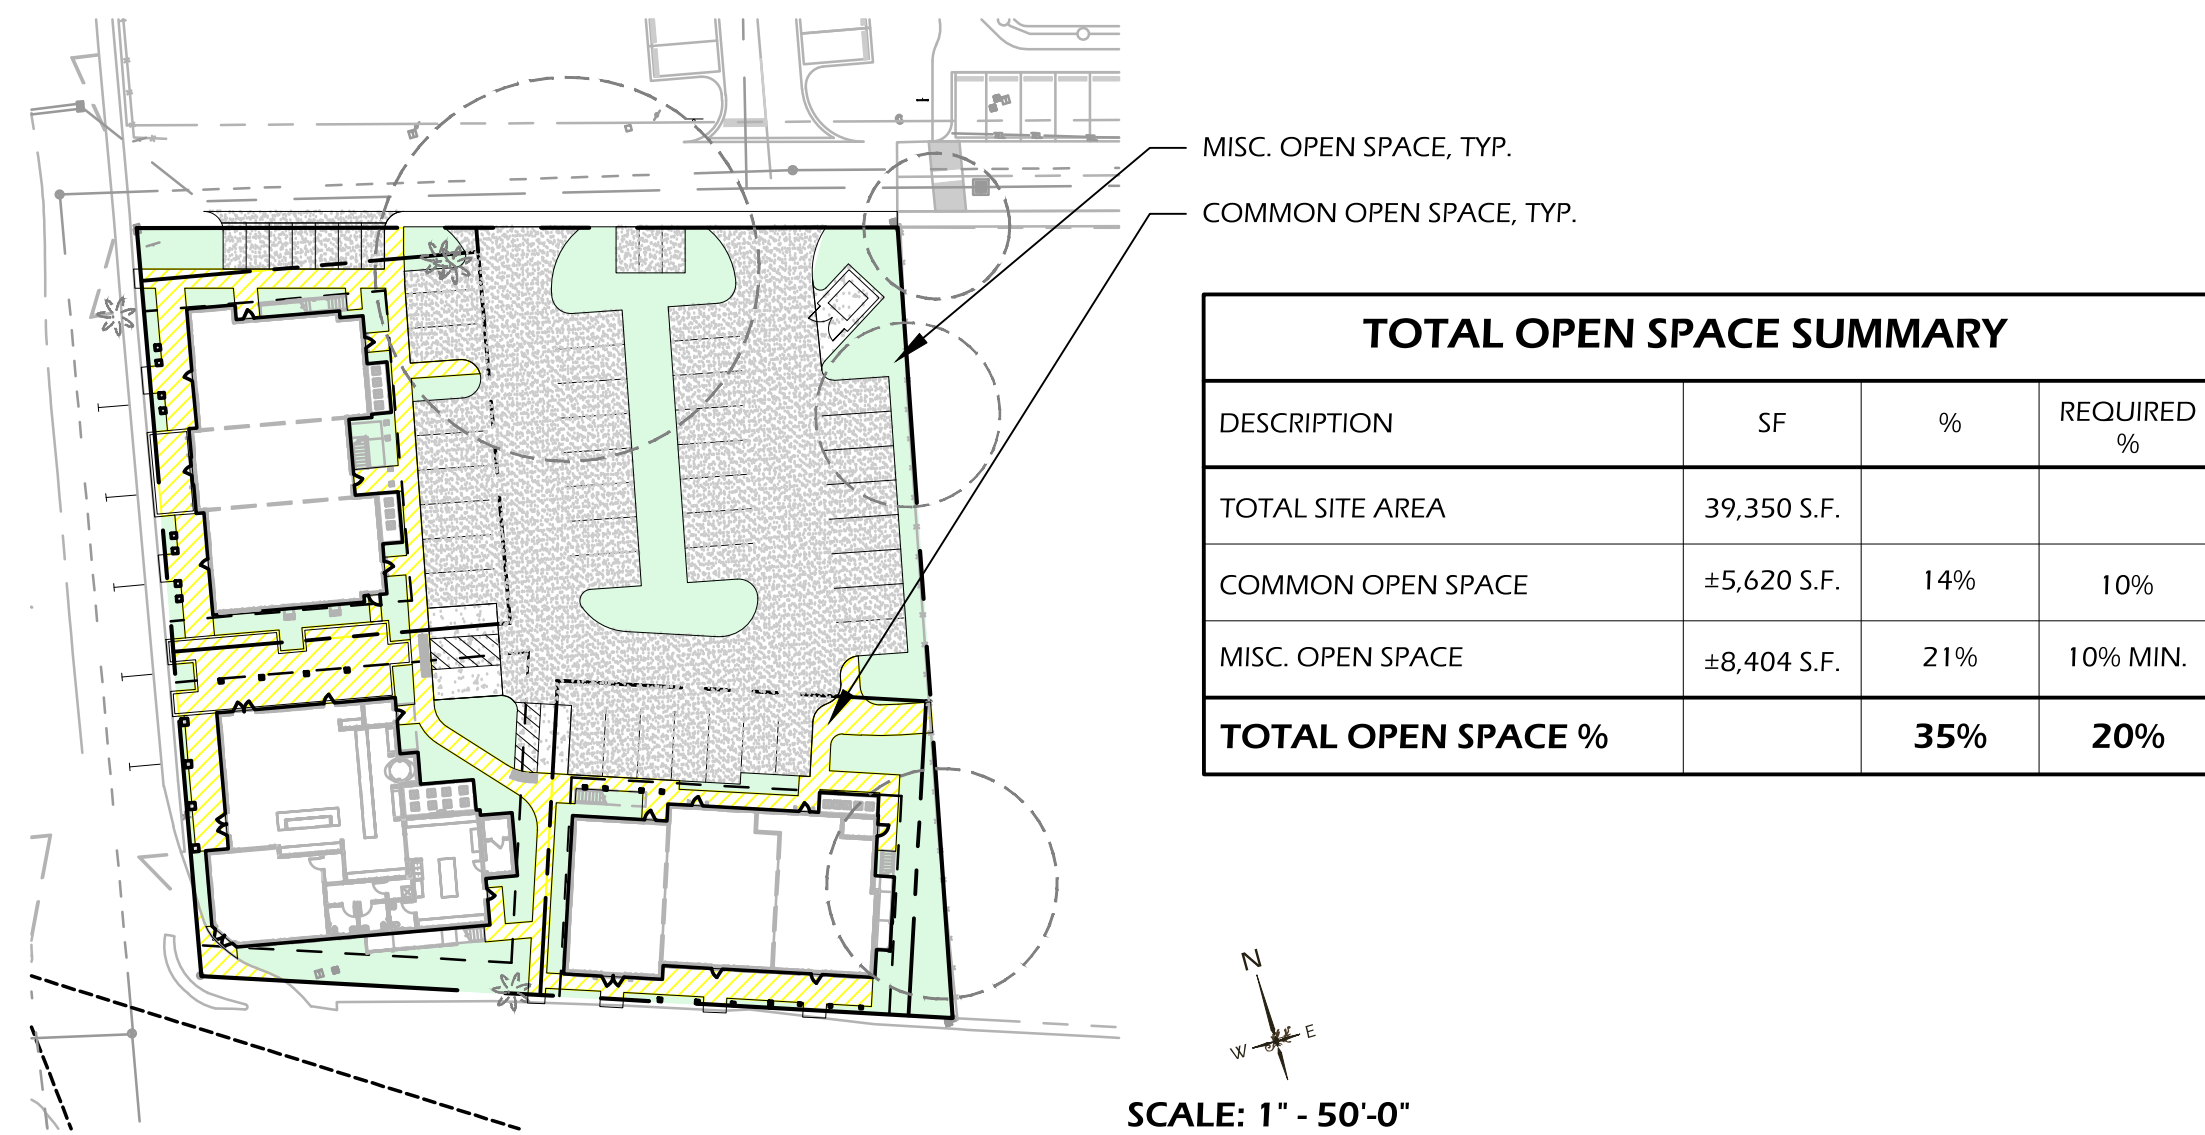 MISC. OPEN SPACE, TYP.
COMMON OPEN SPACE, TYP.
TOTAL OPEN SPACE SUMMARY
DESCRIPTION SF % REQUIRED %
TOTAL SITE AREA 39,350 S.F.
COMMON OPEN SPACE ±5,620 S.F. 14% 10%
MISC. OPEN SPACE ±8,404 S.F. 21% 10% MIN.
TOTAL OPEN SPACE % 35% 20%
N
W E
SCALE: 1" - 50'-0"